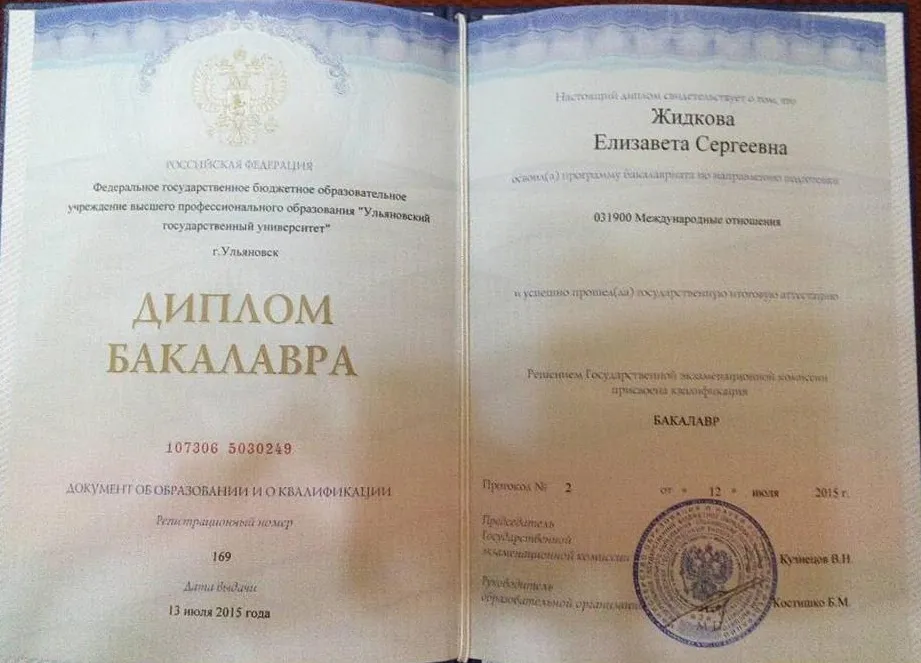 РОССИЙСКАЯ ФЕДЕРАЦИЯ
Федеральное государственное бюджетное образовательное
учреждение высшего профессионального образования "Ульяновский
государственный университет"
г.Ульяновск
ДИПЛОМ
БАКАЛАВРА
107306 5030249
ДОКУМЕНТ ОБ ОБРАЗОВАНИИ И О КВАЛИФИКАЦИИ
Регистрационный номер
169
Дата выдачи
13 июля 2015 года
Настоящий диплом свидетельствует о том, что
Жидкова
Елизавета Сергеевна
освоил(а) программу бакалавриата по направлению подготовки
031900 Международные отношения
и успешно прошел(ла) государственную итоговую аттестацию
Решением Государственной экзаменационной комиссии
присвоена квалификация
БАКАЛАВР
Протокол № 2 от " 12 " июля 2015 г.
Председатель
Государственной
экзаменационной комиссии Кузнецов В.Н.
Руководитель
образовательной организации Костишко Б.М.
М.П.